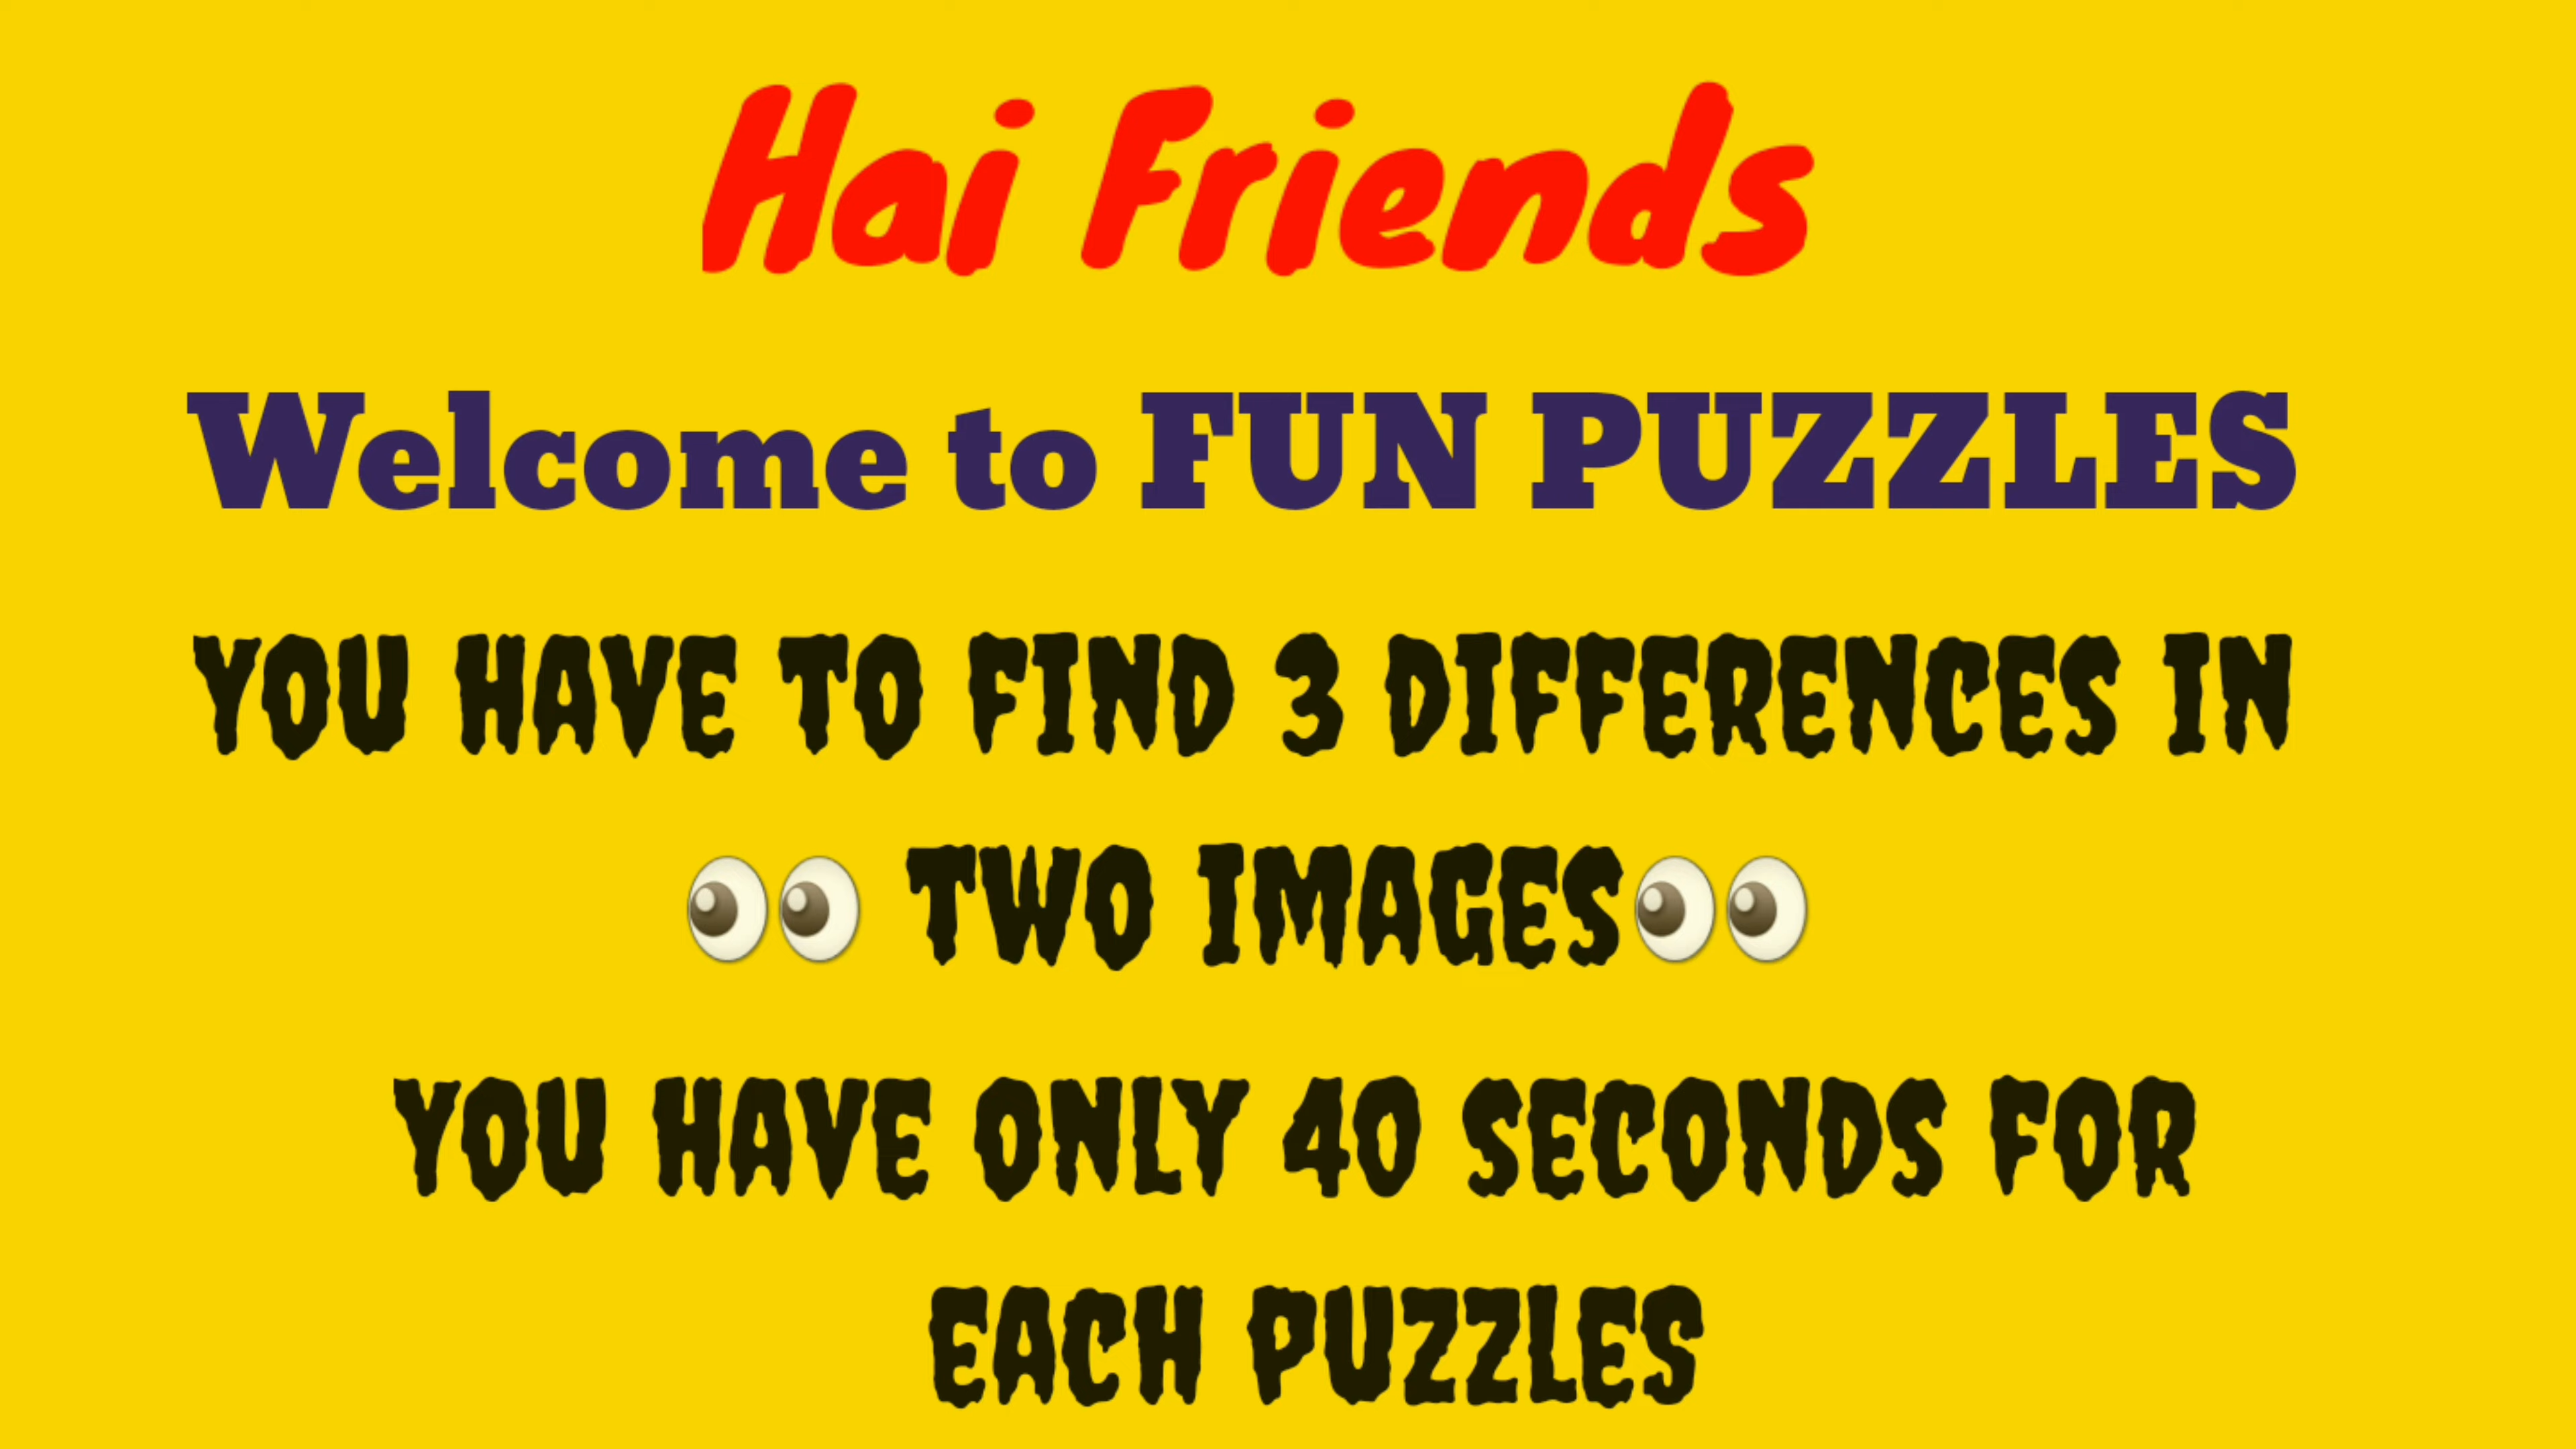 Hai Friends
Welcome to FUN PUZZLES
YOU HAVE TO FIND 3 DIFFERENCES IN
👀 TWO IMAGES👀
YOU HAVE ONLY 40 SECONDS FOR
EACH PUZZLES